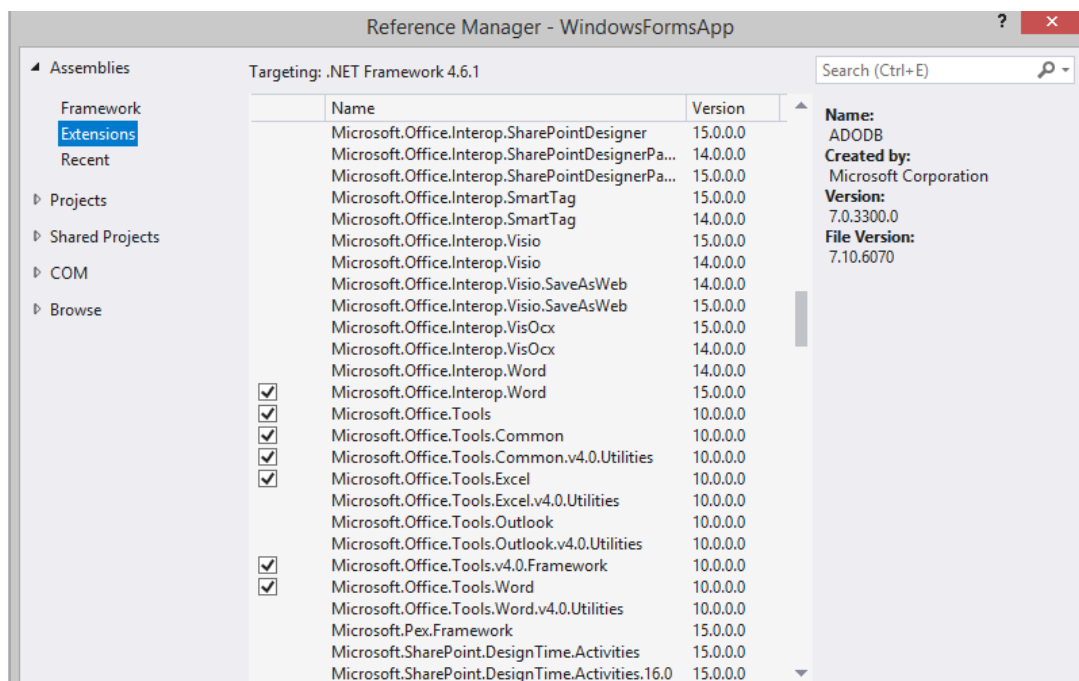 Reference Manager - WindowsFormsApp
?
Assemblies
Framework
Extensions
Recent
Projects
Shared Projects
COM
Browse
Targeting: .NET Framework 4.6.1
Name Version
Microsoft.Office.Interop.SharePointDesigner 15.0.0.0
Microsoft.Office.Interop.SharePointDesignerPa... 14.0.0.0
Microsoft.Office.Interop.SharePointDesignerPa... 15.0.0.0
Microsoft.Office.Interop.SmartTag 15.0.0.0
Microsoft.Office.Interop.SmartTag 14.0.0.0
Microsoft.Office.Interop.Visio 15.0.0.0
Microsoft.Office.Interop.Visio 14.0.0.0
Microsoft.Office.Interop.Visio.SaveAsWeb 14.0.0.0
Microsoft.Office.Interop.Visio.SaveAsWeb 15.0.0.0
Microsoft.Office.Interop.VisOcx 15.0.0.0
Microsoft.Office.Interop.VisOcx 14.0.0.0
Microsoft.Office.Interop.Word 14.0.0.0
Microsoft.Office.Interop.Word 15.0.0.0
Microsoft.Office.Tools 10.0.0.0
Microsoft.Office.Tools.Common 10.0.0.0
Microsoft.Office.Tools.Common.v4.0.Utilities 10.0.0.0
Microsoft.Office.Tools.Excel 10.0.0.0
Microsoft.Office.Tools.Excel.v4.0.Utilities 10.0.0.0
Microsoft.Office.Tools.Outlook 10.0.0.0
Microsoft.Office.Tools.Outlook.v4.0.Utilities 10.0.0.0
Microsoft.Office.Tools.v4.0.Framework 10.0.0.0
Microsoft.Office.Tools.Word 10.0.0.0
Microsoft.Office.Tools.Word.v4.0.Utilities 10.0.0.0
Microsoft.Pex.Framework 15.0.0.0
Microsoft.SharePoint.DesignTime.Activities 15.0.0.0
Microsoft.SharePoint.DesignTime.Activities.16.0 15.0.0.0
Search (Ctrl+E)
Name:
ADODB
Created by:
Microsoft Corporation
Version:
7.0.3300.0
File Version:
7.10.6070